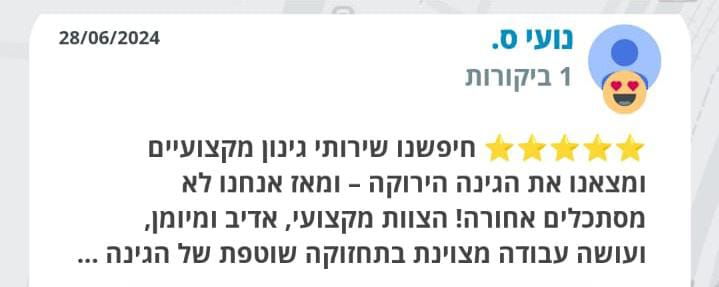 נועי ס.
28/06/2024
1 ביקורות
⭐⭐⭐⭐⭐ חיפשנו שירותי גינון מקצועיים
ומצאנו את הגינה הירוקה – ומאז אנחנו לא
מסתכלים אחורה! הצוות מקצועי, אדיב ומיומן,
ועושה עבודה מצוינת בתחזוקה שוטפת של הגינה ...